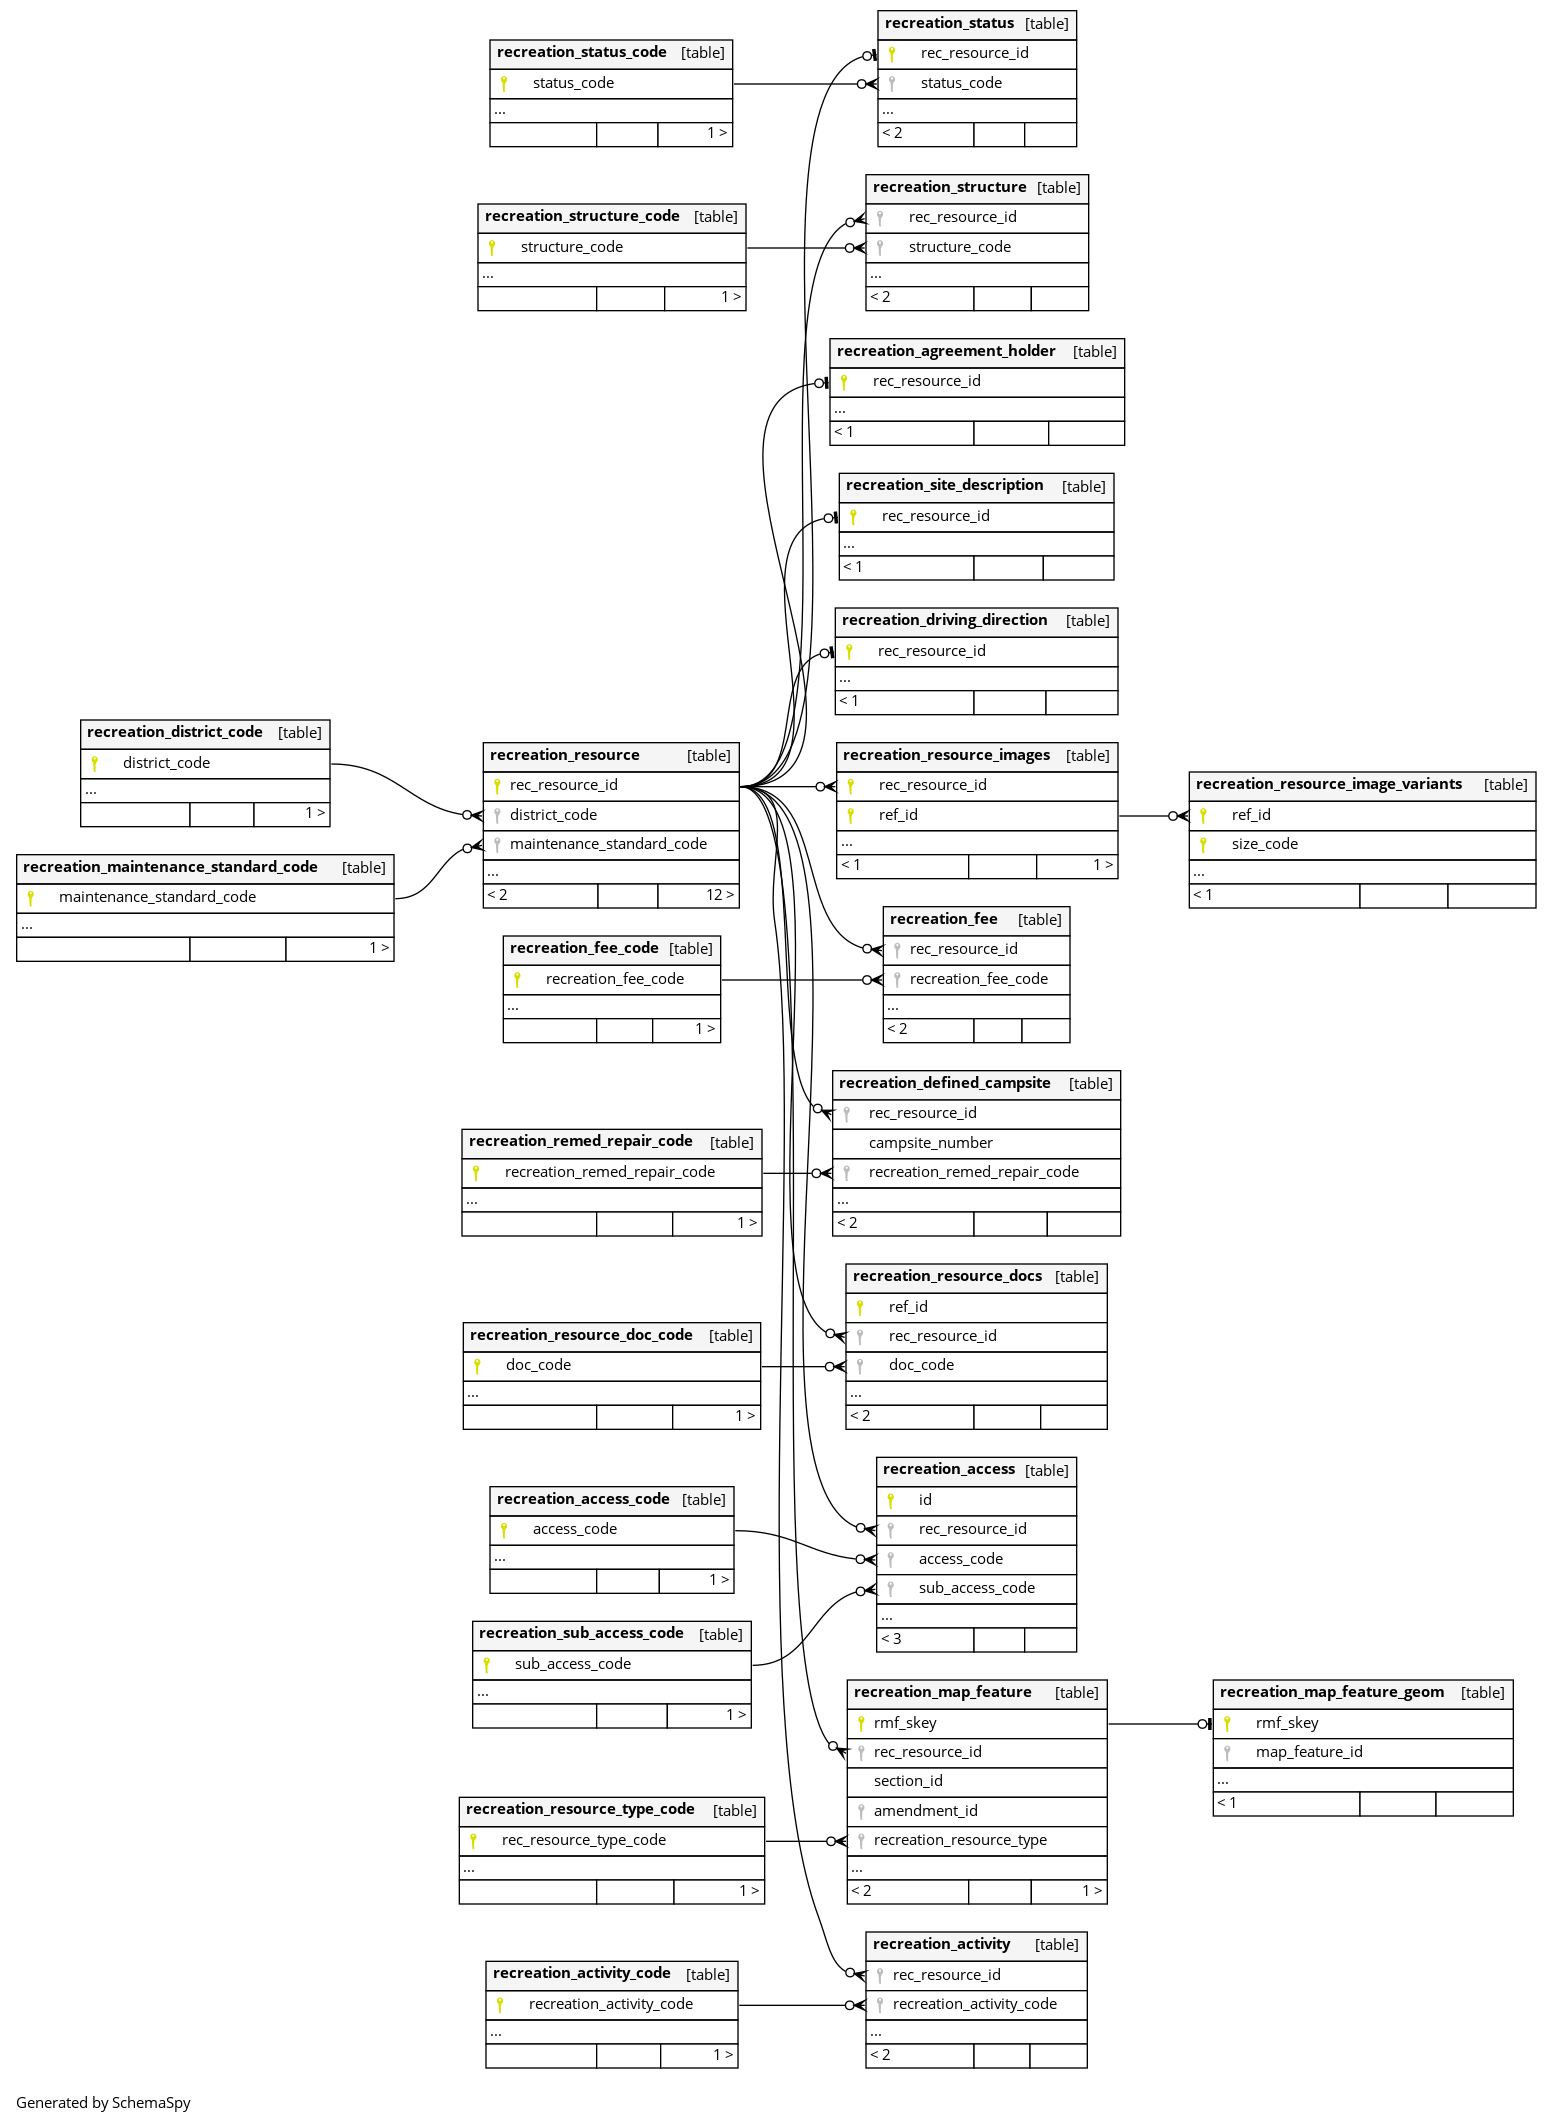 recreation_district_code [table]
district_code
...
1 >
recreation_maintenance_standard_code [table]
maintenance_standard_code
...
1 >
recreation_status_code [table]
status_code
...
1 >
recreation_structure_code [table]
structure_code
...
1 >
recreation_resource [table]
rec_resource_id
district_code
maintenance_standard_code
...
< 2 12 >
recreation_fee_code [table]
recreation_fee_code
...
1 >
recreation_remed_repair_code [table]
recreation_remed_repair_code
...
1 >
recreation_resource_doc_code [table]
doc_code
...
1 >
recreation_access_code [table]
access_code
...
1 >
recreation_sub_access_code [table]
sub_access_code
...
1 >
recreation_resource_type_code [table]
rec_resource_type_code
...
1 >
recreation_activity_code [table]
recreation_activity_code
...
1 >
recreation_status [table]
rec_resource_id
status_code
...
< 2
recreation_structure [table]
rec_resource_id
structure_code
...
< 2
recreation_agreement_holder [table]
rec_resource_id
...
< 1
recreation_site_description [table]
rec_resource_id
...
< 1
recreation_driving_direction [table]
rec_resource_id
...
< 1
recreation_resource_images [table]
rec_resource_id
ref_id
...
< 1 1 >
recreation_fee [table]
rec_resource_id
recreation_fee_code
...
< 2
recreation_defined_campsite [table]
rec_resource_id
campsite_number
recreation_remed_repair_code
...
< 2
recreation_resource_docs [table]
ref_id
rec_resource_id
doc_code
...
< 2
recreation_access [table]
id
rec_resource_id
access_code
sub_access_code
...
< 3
recreation_map_feature [table]
rmf_skey
rec_resource_id
section_id
amendment_id
recreation_resource_type
...
< 2 1 >
recreation_activity [table]
rec_resource_id
recreation_activity_code
...
< 2
recreation_resource_image_variants [table]
ref_id
size_code
...
< 1
recreation_map_feature_geom [table]
rmf_skey
map_feature_id
...
< 1
Generated by SchemaSpy